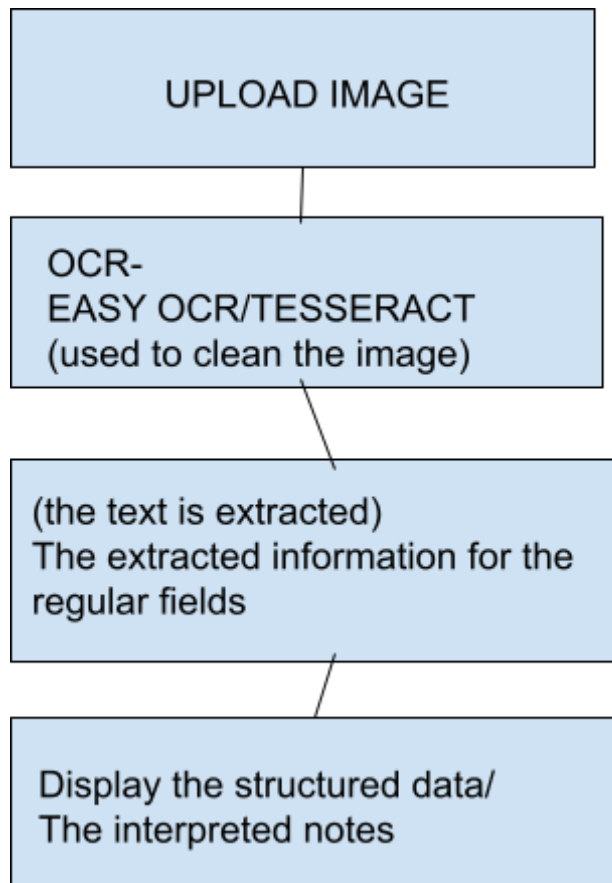 UPLOAD IMAGE
OCR-
EASY OCR/TESSERACT
(used to clean the image)
(the text is extracted)
The extracted information for the
regular fields
Display the structured data/
The interpreted notes